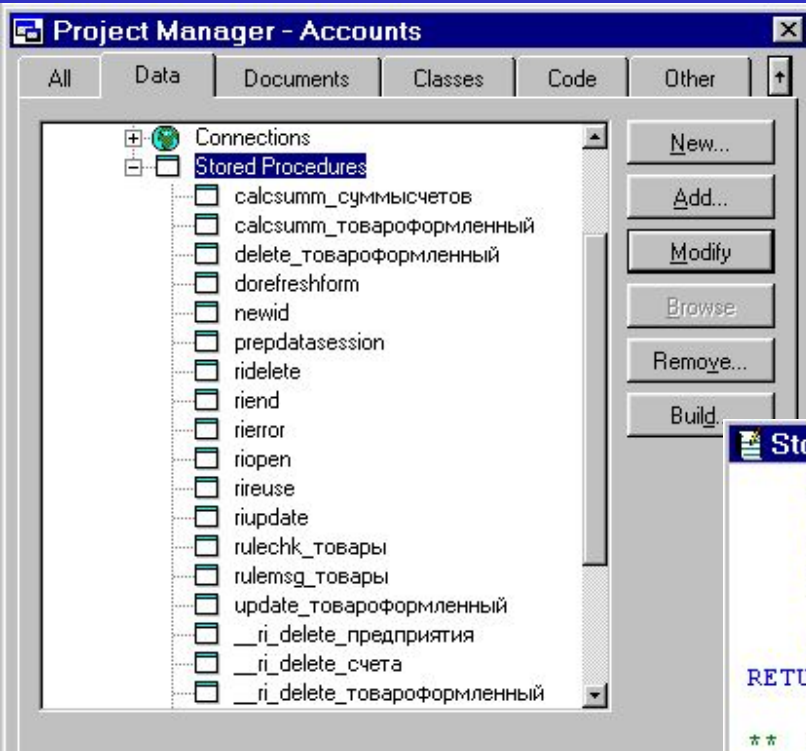 Project Manager - Accounts
All Data Documents Classes Code Other
Connections
Stored Procedures
calcsumm_суммысчетов
calcsumm_товароформленный
delete_товароформленный
dorefreshform
newid
prepdatasession
ridelete
riend
rierror
riopen
rireuse
riupdate
rulechk_товары
rulemsg_товары
update_товароформленный
__ri_delete_предприятия
__ri_delete_счета
__ri_delete_товароформленный
New...
Add...
Modify
Browse
Remove...
Build..
Sto
RETU
**